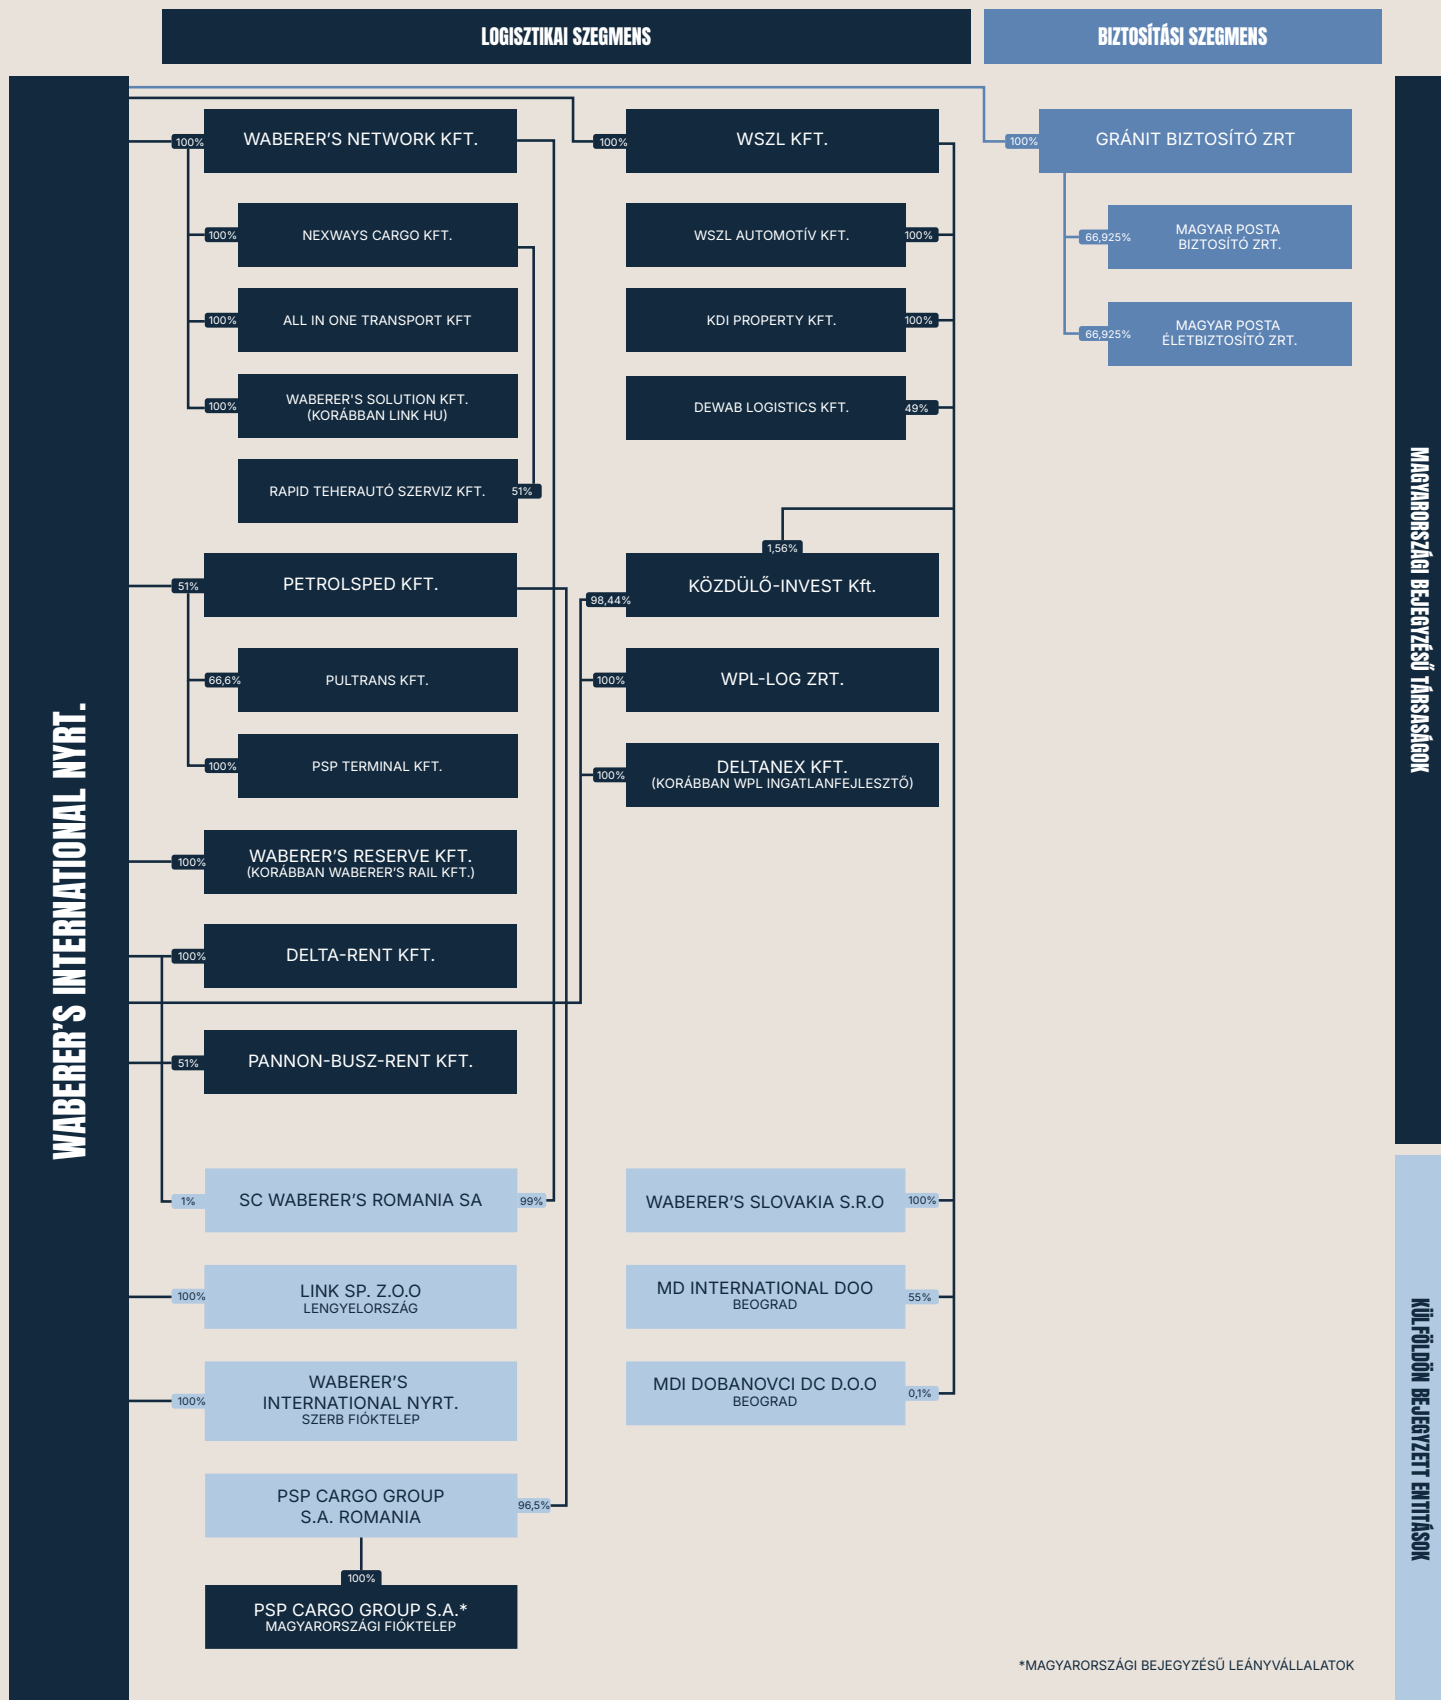 LOGISZTIKAI SZEGMENS
BIZTOSÍTÁSI SZEGMENS
WABERER'S INTERNATIONAL NYRT.
100%
WABERER'S NETWORK KFT.
100%
NEXWAYS CARGO KFT.
100%
ALL IN ONE TRANSPORT KFT
100%
WABERER'S SOLUTION KFT.
(KORÁBBAN LINK HU)
RAPID TEHERAUTÓ SZERVIZ KFT.
51%
51%
PETROLSPED KFT.
66,6%
PULTRANS KFT.
100%
PSP TERMINAL KFT.
100%
WABERER'S RESERVE KFT.
(KORÁBBAN WABERER'S RAIL KFT.)
100%
DELTA-RENT KFT.
51%
PANNON-BUSZ-RENT KFT.
1%
SC WABERER'S ROMANIA SA
99%
100%
LINK SP. Z.O.O
LENGYELORSZÁG
100%
WABERER'S
INTERNATIONAL NYRT.
SZERB FIÓKTELEP
PSP CARGO GROUP
S.A. ROMANIA
96,5%
100%
PSP CARGO GROUP S.A.*
MAGYARORSZÁGI FIÓKTELEP
100%
WSZL KFT.
WSZL AUTOMOTÍV KFT.
100%
KDI PROPERTY KFT.
100%
DEWAB LOGISTICS KFT.
49%
1,56%
98,44%
KÖZDÜLŐ-INVEST Kft.
100%
WPL-LOG ZRT.
100%
DELTANEX KFT.
(KORÁBBAN WPL INGATLANFEJLESZTŐ)
WABERER'S SLOVAKIA S.R.O
100%
MD INTERNATIONAL DOO
BEOGRAD
55%
MDI DOBANOVCI DC D.O.O
BEOGRAD
0,1%
100%
GRÁNIT BIZTOSÍTÓ ZRT
66,925%
MAGYAR POSTA
BIZTOSÍTÓ ZRT.
66,925%
MAGYAR POSTA
ÉLETBIZTOSÍTÓ ZRT.
MAGYARORSZÁGI BEJEGYZÉSŰ TÁRSASÁGOK
KÜLFÖLDÖN BEJEGYZETT ENTITÁSOK
*MAGYARORSZÁGI BEJEGYZÉSŰ LEÁNYVÁLLALATOK